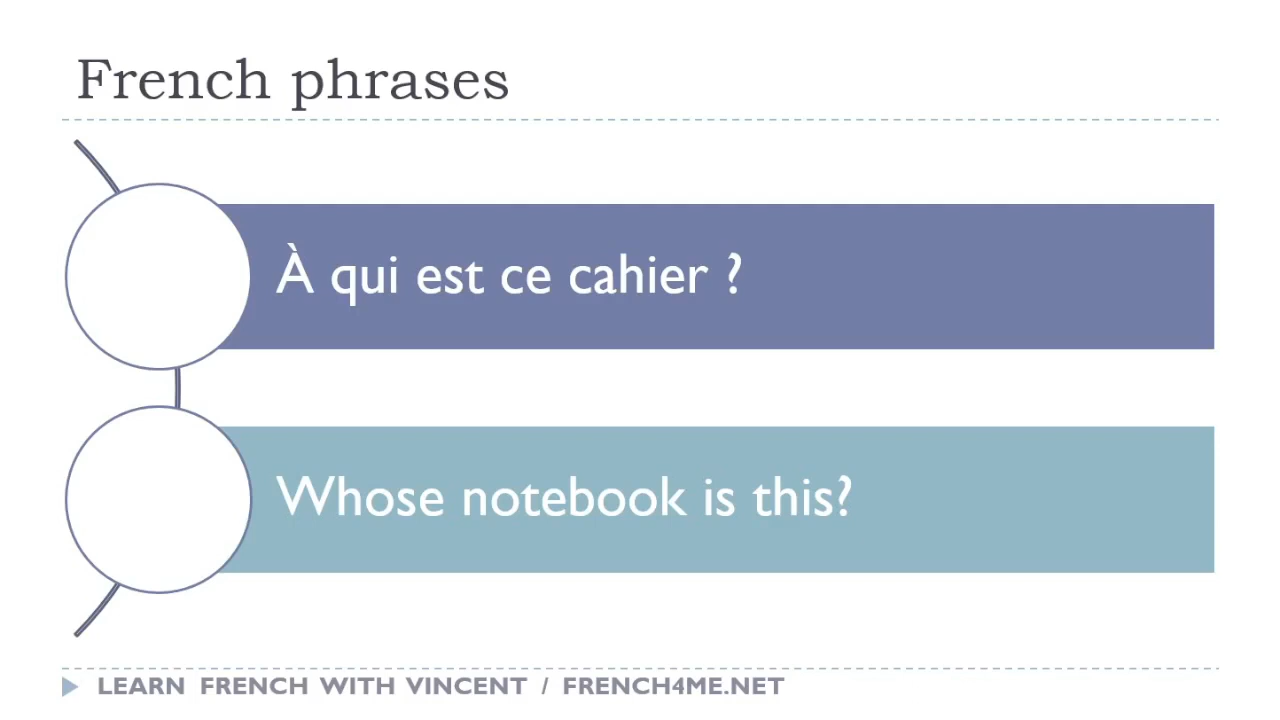 French phrases
À qui est ce cahier ?
Whose notebook is this?
LEARN FRENCH WITH VINCENT / FRENCH4ME.NET